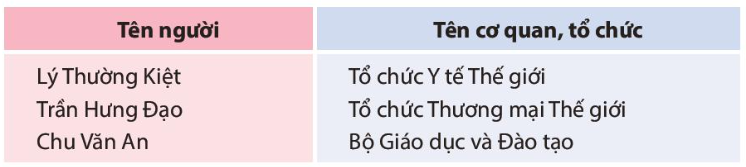 Tên người
Tên cơ quan, tổ chức
Lý Thường Kiệt
Tổ chức Y tế Thế giới
Trần Hưng Đạo
Tổ chức Thương mại Thế giới
Chu Văn An
Bộ Giáo dục và Đào tạo